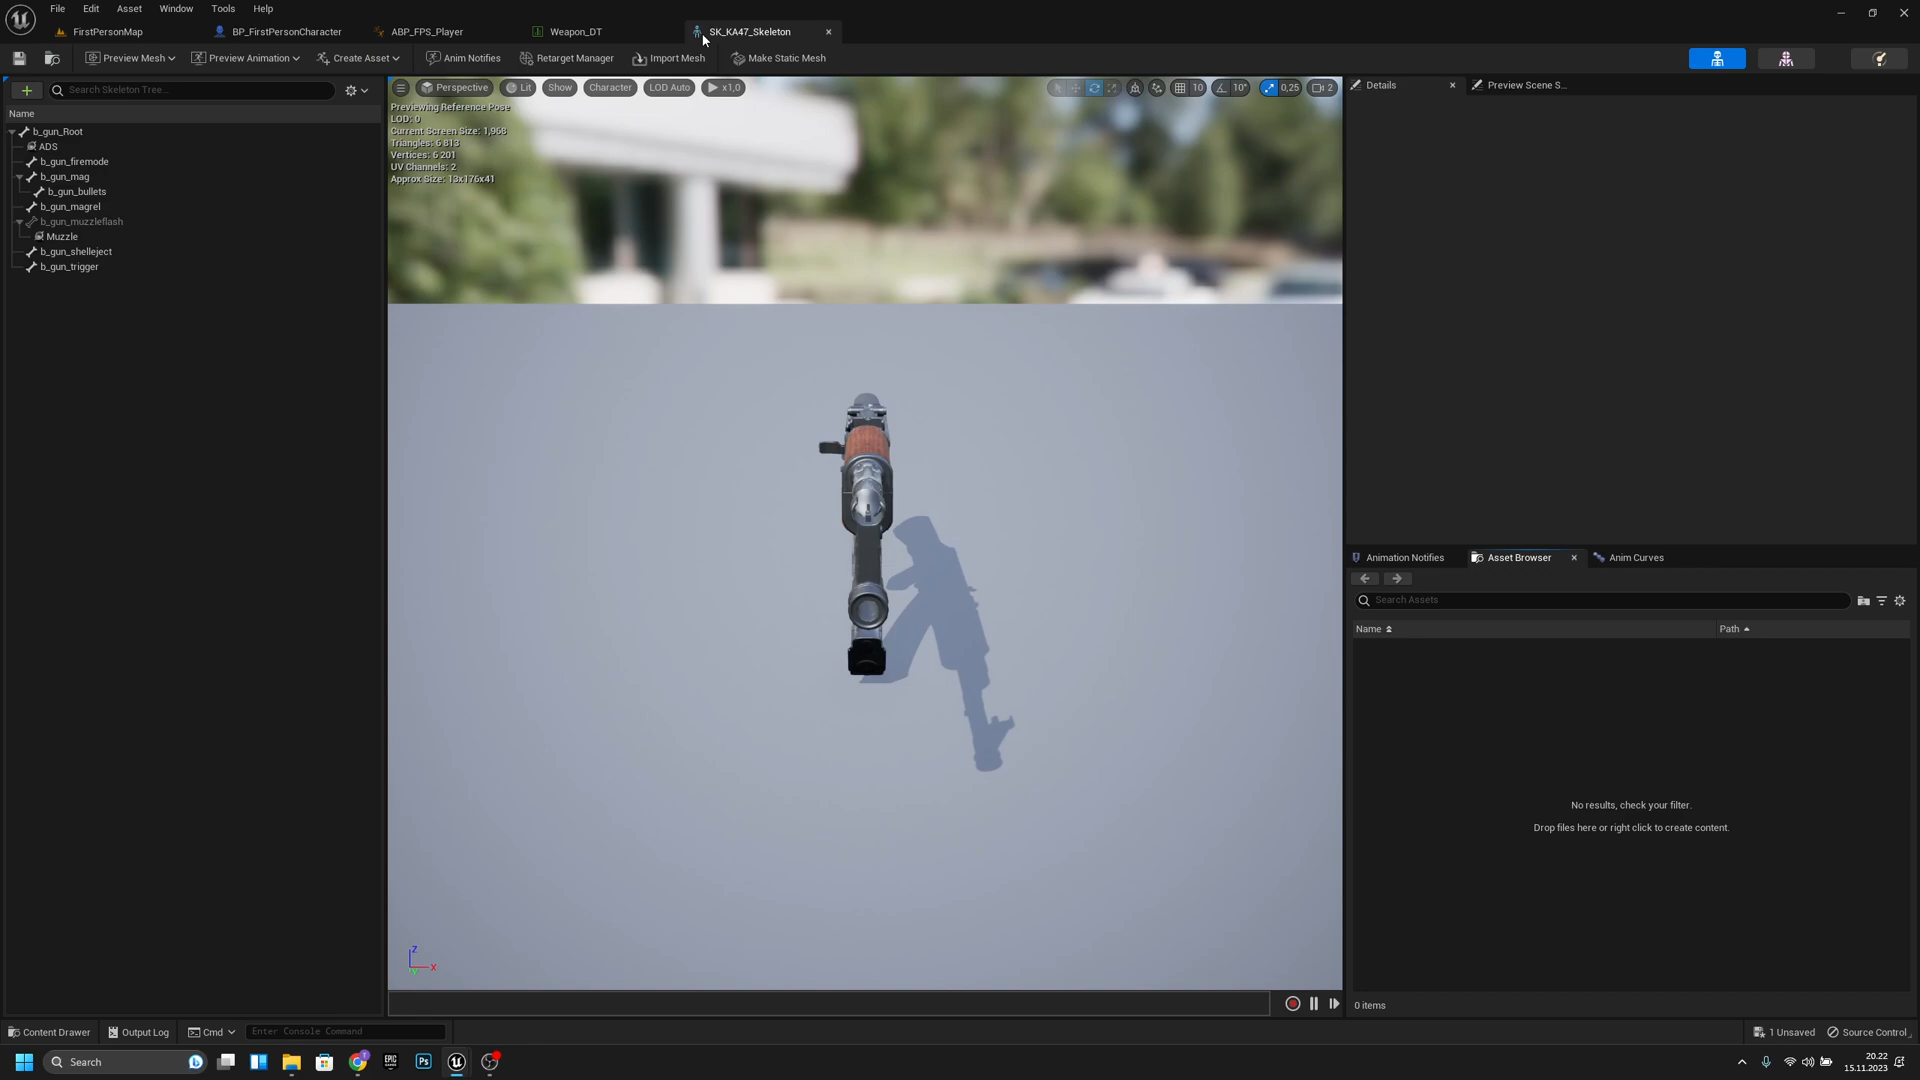 File Edit Asset Window Tools Help
FirstPersonMap BP_FirstPersonCharacter ABP_FPS_Player Weapon_DT SK_KA47_Skeleton
Preview Mesh Preview Animation Create Asset Anim Notifies Retarget Manager Import Mesh Make Static Mesh
Search Skeleton Tree...
Name
b_gun_Root
ADS
b_gun_firemode
b_gun_mag
b_gun_bullets
b_gun_magrel
b_gun_muzzleflash
Muzzle
b_gun_shelleject
b_gun_trigger
Perspective Lit Show Character LOD Auto x1,0 10 10° 0,25 2
Previewing Reference Pose
LOD: 0
Current Screen Size: 1,968
Triangles: 6 813
Vertices: 6 201
UV Channels: 2
Approx Size: 13x176x41
Z
X
Details Preview Scene S...
Animation Notifies Asset Browser Anim Curves
Search Assets
Name Path
No results, check your filter.
Drop files here or right click to create content.
0 items
Content Drawer Output Log Cmd Enter Console Command 1 Unsaved Source Control
Search
EPIC
Ps
20.22
15.11.2023